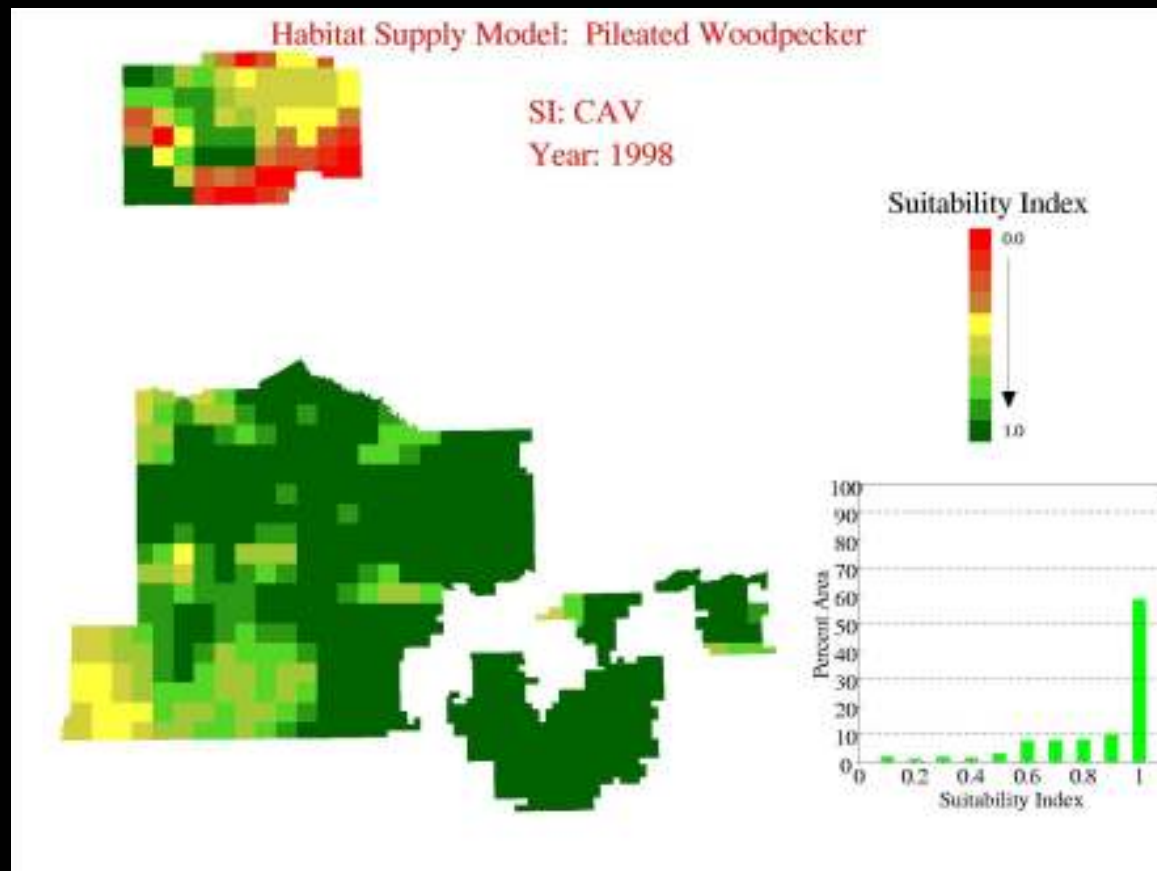 Habitat Supply Model: Pileated Woodpecker
SI: CAV
Year: 1998
Suitability Index
0.0
1.0
100
90
80
70
60
50
40
30
20
10
0
Percent Area
0 0.2 0.4 0.6 0.8 1
Suitability Index